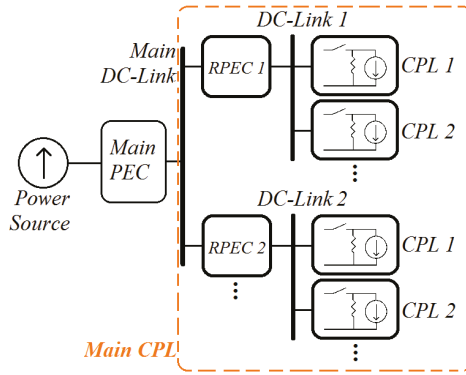 DC-Link 1
Main
DC-Link
RPEC 1
CPL 1
CPL 2
Main
PEC
Power
Source
DC-Link 2
RPEC 2
CPL 1
CPL 2
Main CPL